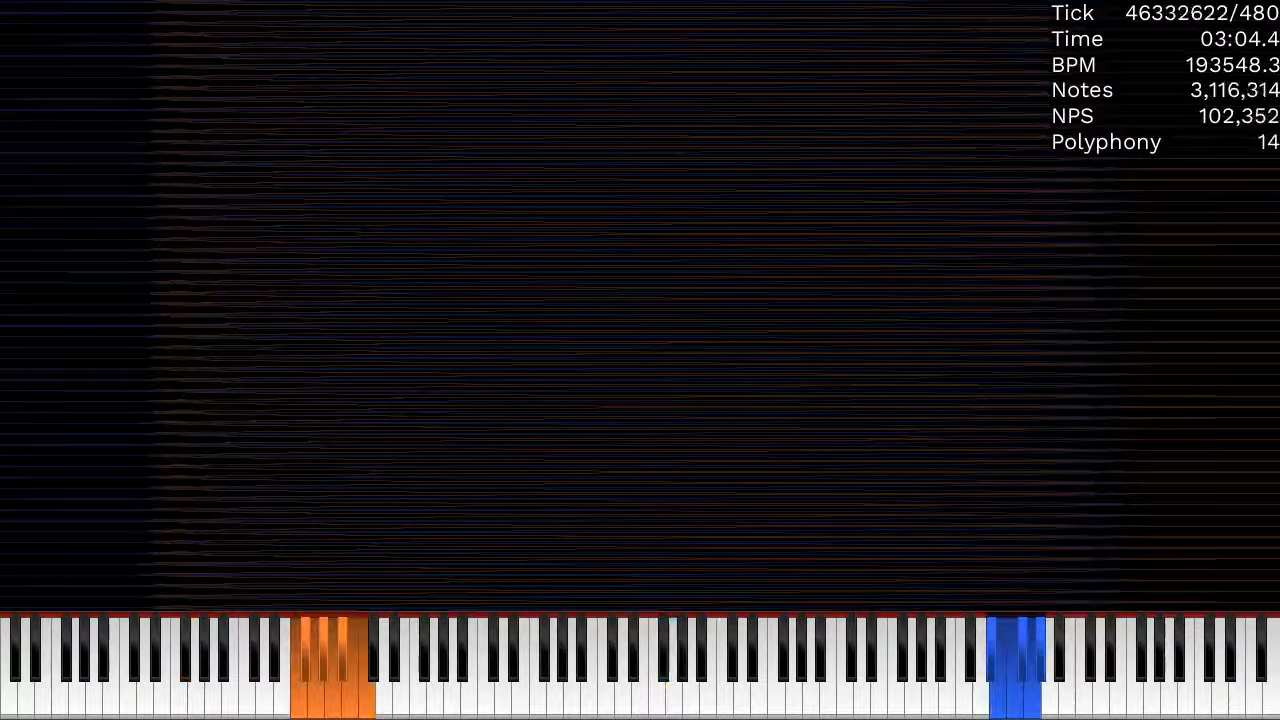 Tick 46332622/480
Time 03:04.4
BPM 193548.3
Notes 3,116,314
NPS 102,352
Polyphony 14